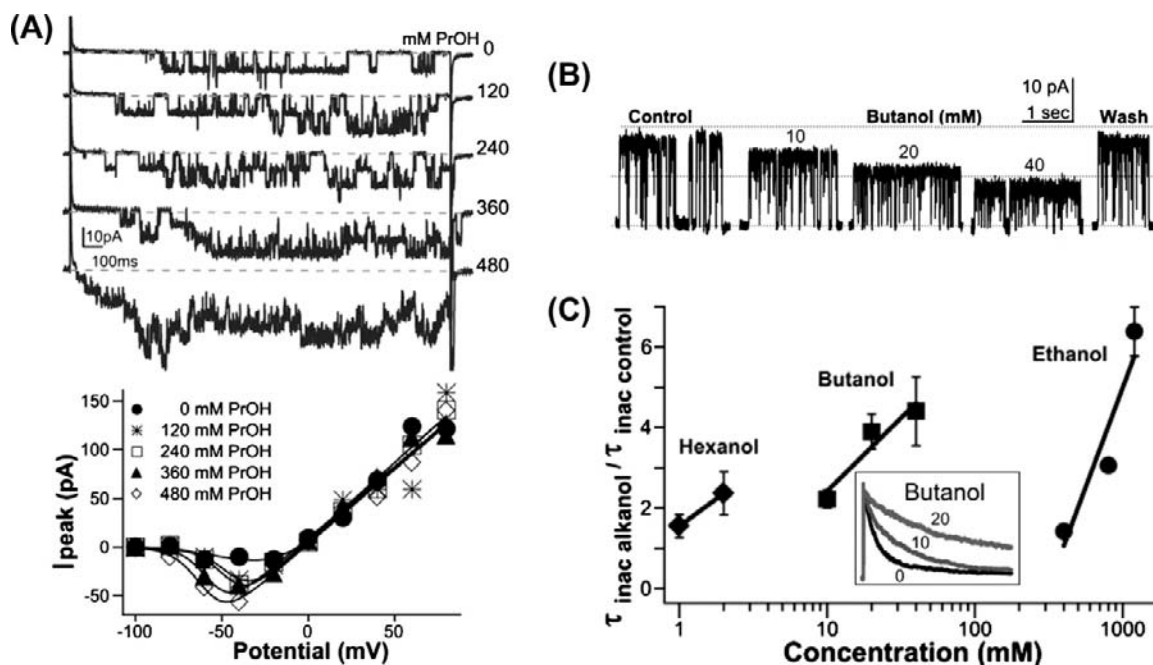 (A)
mM PrOH
0
120
240
360
480
10pA
100ms
Ipeak (pA)
150
100
50
0
-50
0 mM PrOH
120 mM PrOH
240 mM PrOH
360 mM PrOH
480 mM PrOH
-100
-50
0
50
Potential (mV)
(B)
10 pA
1 sec
Control
Butanol (mM)
Wash
10
20
40
(C)
τ inac alkanol / τ inac control
6
4
2
0
Hexanol
Butanol
Ethanol
Butanol
20
10
0
1
10
100
1000
Concentration (mM)